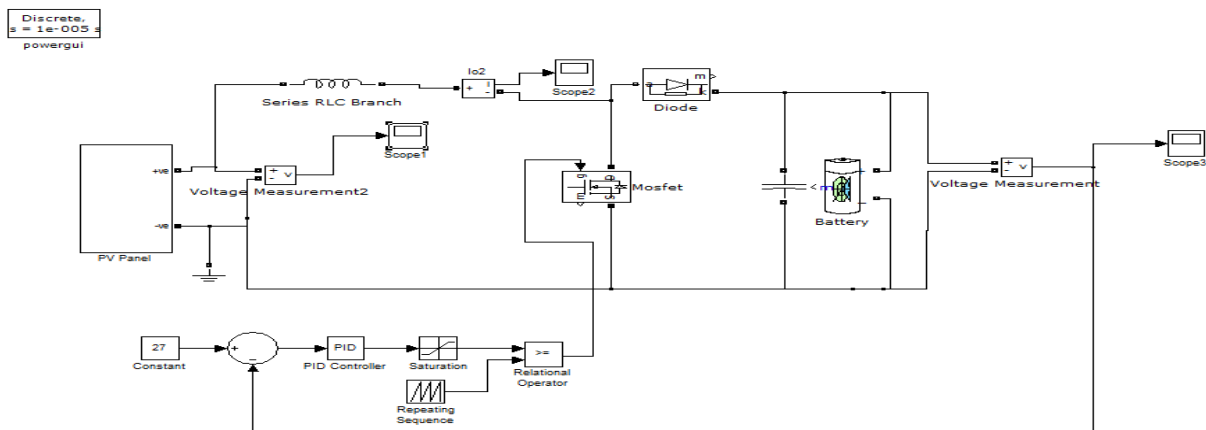 Discrete,
s = 1e-005 s
powergui
Io2
Scope2
Series RLC Branch
m
a
k
Diode
Scope1
Scope3
+ve
-ve
PV Panel
+
-
v
Voltage Measurement2
+
i
-
g
D
m
S
Mosfet
< m
+
-
Battery
+
-
v
Voltage Measurement
27
Constant
+
-
PID
PID Controller
Saturation
>=
Relational
Operator
Repeating
Sequence